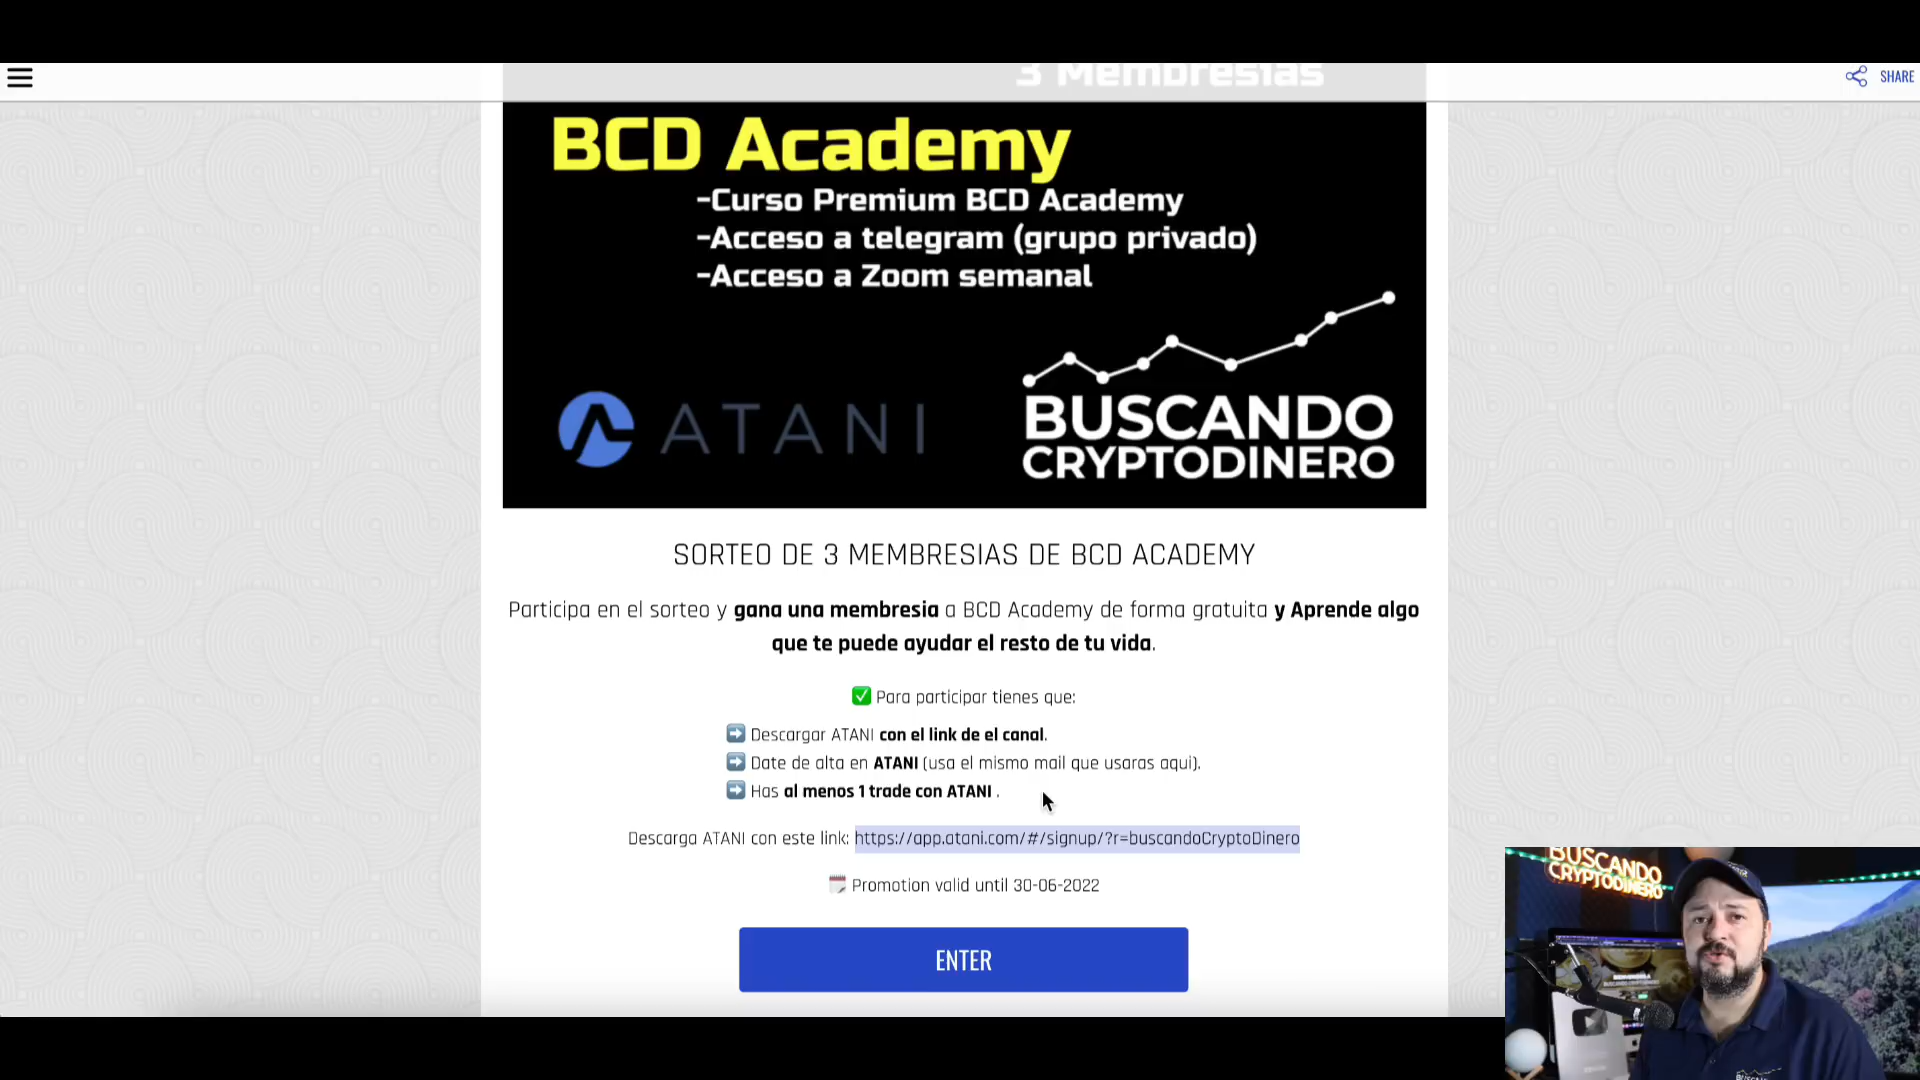 3 Membresias
SHARE
BCD Academy
-Curso Premium BCD Academy
-Acceso a telegram (grupo privado)
-Acceso a Zoom semanal
ATANI
BUSCANDO
CRYPTODINERO
SORTEO DE 3 MEMBRESIAS DE BCD ACADEMY
Participa en el sorteo y gana una membresia a BCD Academy de forma gratuita y Aprende algo
que te puede ayudar el resto de tu vida.
✅ Para participar tienes que:
➡️ Descargar ATANI con el link de el canal.
➡️ Date de alta en ATANI (usa el mismo mail que usaras aqui).
➡️ Has al menos 1 trade con ATANI .
Descarga ATANI con este link: https://app.atani.com/#/signup/?r=buscandoCryptoDinero
Promotion valid until 30-06-2022
ENTER
BUSCANDO
CRYPTODINERO